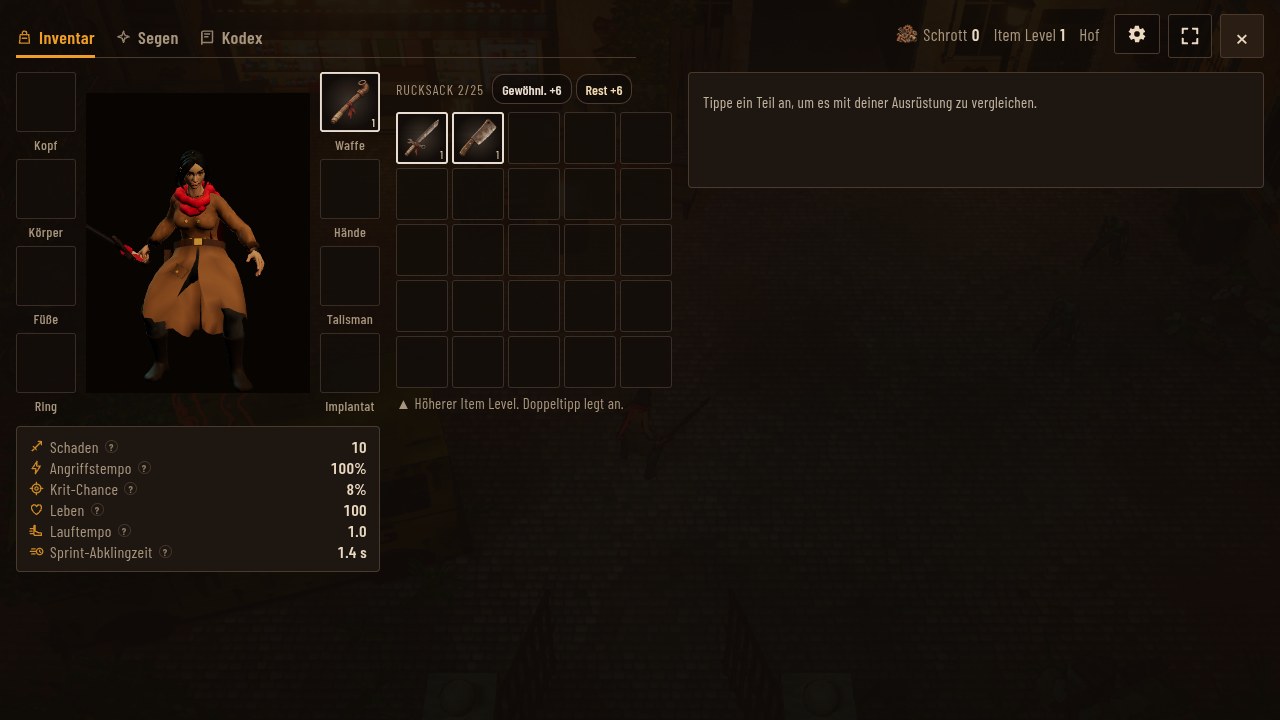 Inventar Segen Kodex
Schrott 0 Item Level 1 Hof
Kopf
Körper
Füße
Ring
1
Waffe
Hände
Talisman
Implantat
RUCKSACK 2/25 Gewöhnl. +6 Rest +6
1 1
▲ Höherer Item Level. Doppeltipp legt an.
Tippe ein Teil an, um es mit deiner Ausrüstung zu vergleichen.
Schaden ? 10
Angriffstempo ? 100%
Krit-Chance ? 8%
Leben ? 100
Lauftempo ? 1.0
Sprint-Abklingzeit ? 1.4 s